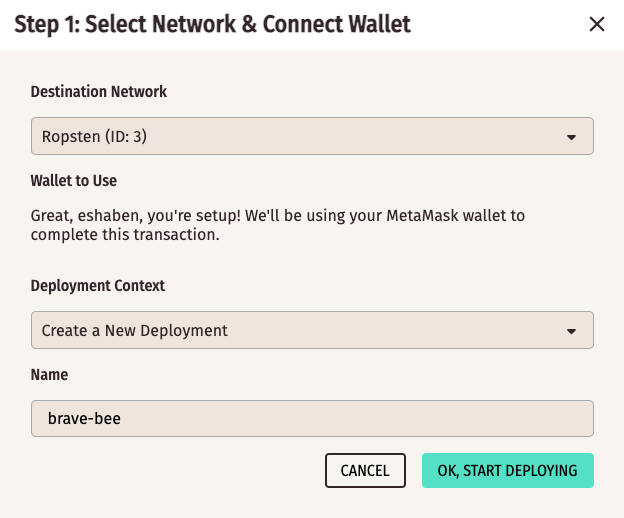 Step 1: Select Network & Connect Wallet
Destination Network
Ropsten (ID: 3)
Wallet to Use
Great, eshaben, you're setup! We'll be using your MetaMask wallet to
complete this transaction.
Deployment Context
Create a New Deployment
Name
brave-bee
CANCEL
OK, START DEPLOYING